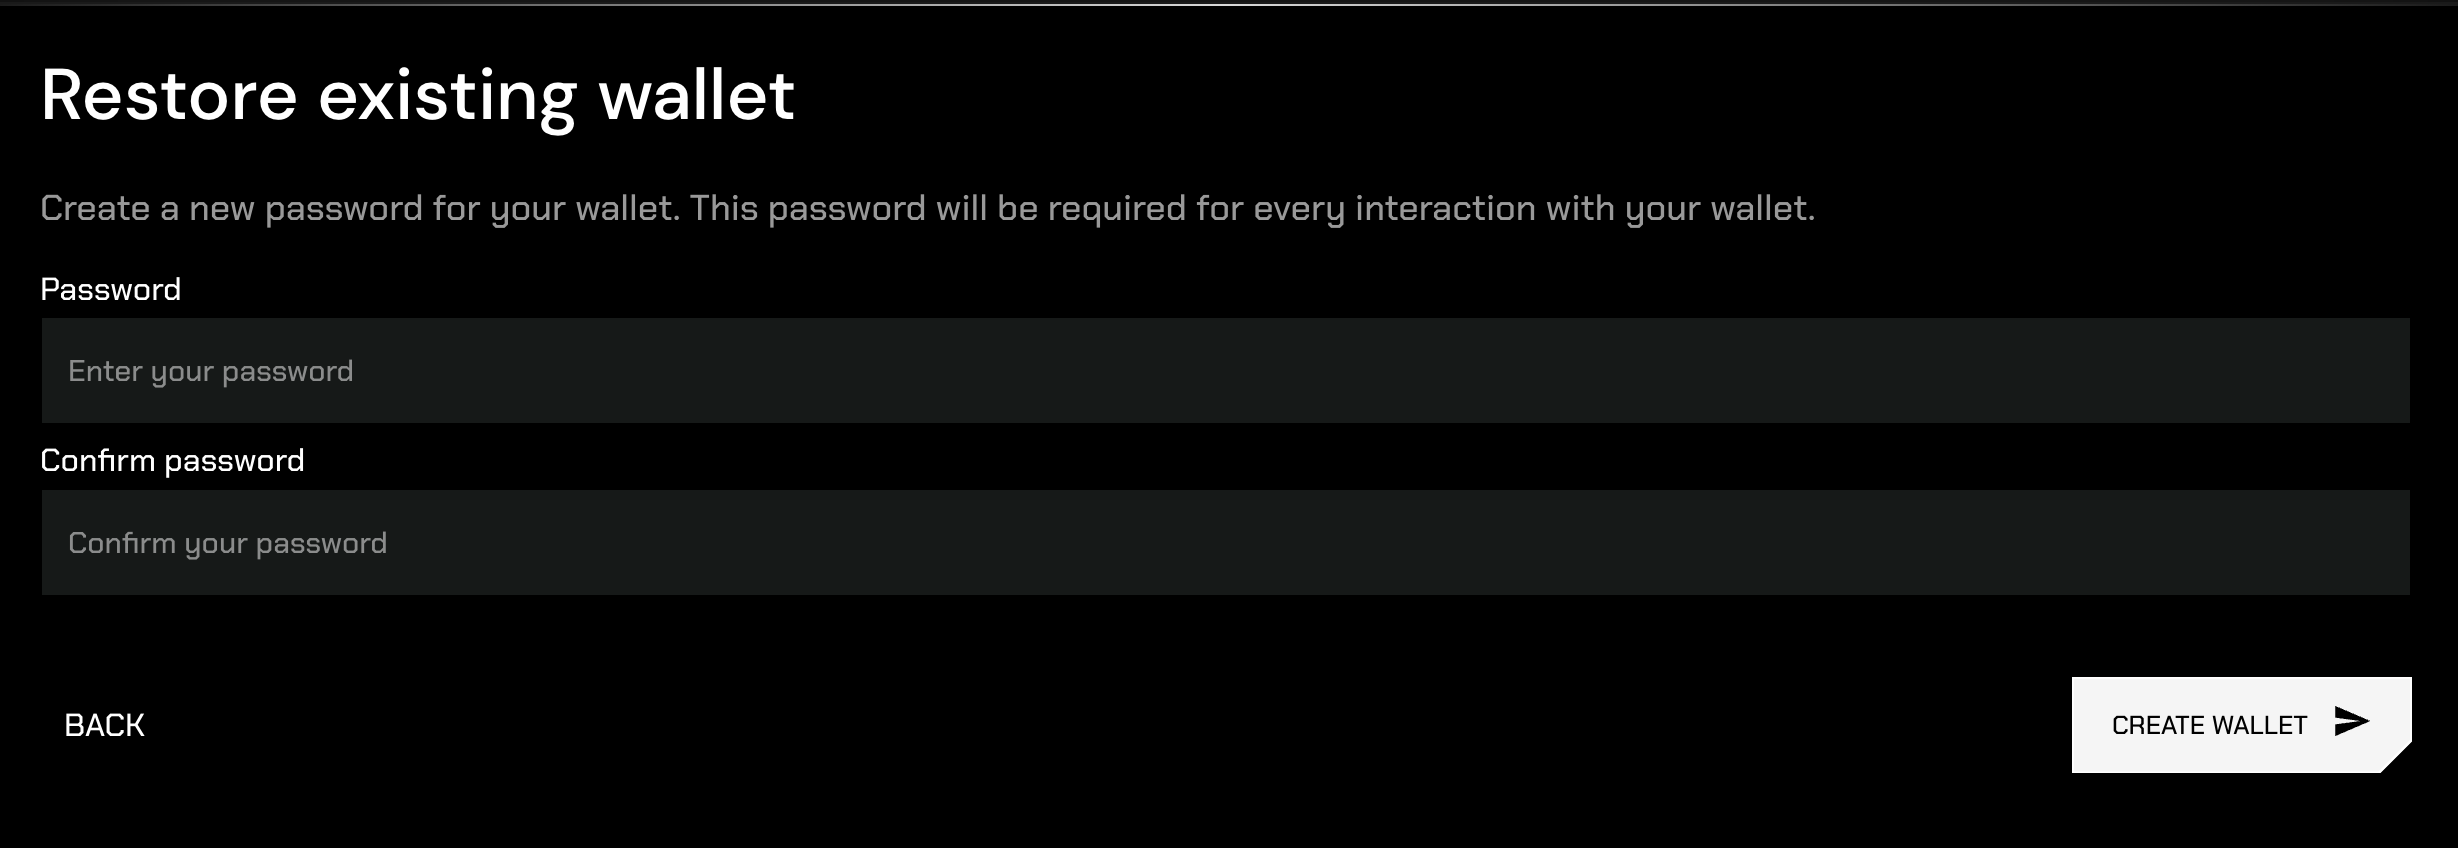 Restore existing wallet
Create a new password for your wallet. This password will be required for every interaction with your wallet.
Password
Enter your password
Confirm password
Confirm your password
BACK
CREATE WALLET